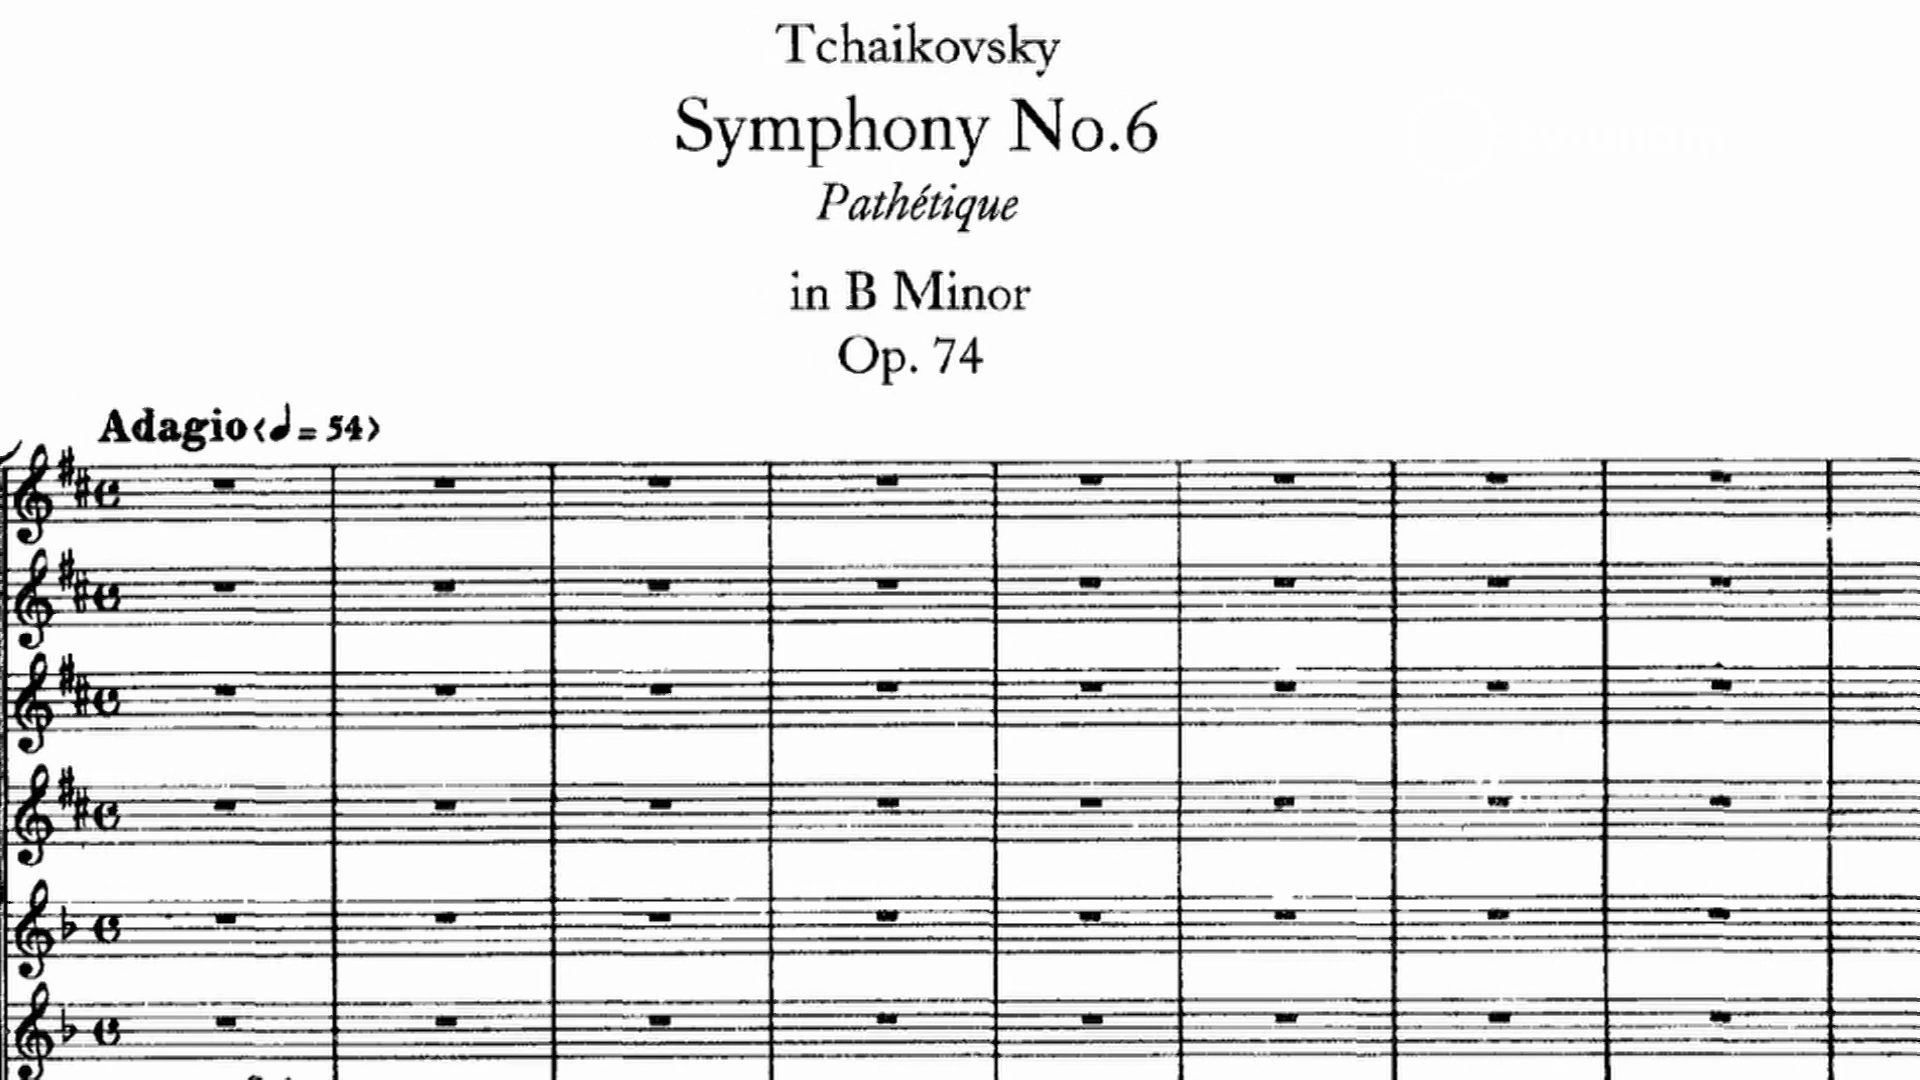 Tchaikovsky
Symphony No.6
Pathétique
in B Minor
Op. 74
Adagio (♩= 54)